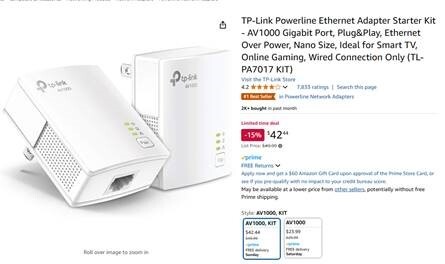 TP-Link Powerline Ethernet Adapter Starter Kit
- AV1000 Gigabit Port, Plug&Play, Ethernet
Over Power, Nano Size, Ideal for Smart TV,
Online Gaming, Wired Connection Only (TL-
PA7017 KIT)
Visit the TP-Link Store
4.2 7,833 ratings | Search this page
#1 Best Seller in Powerline Network Adapters
2K+ bought in past month
Limited time deal
-15% $42.44
List Price: $49.99
prime
FREE Returns
Apply now and get a $60 Amazon Gift Card upon approval of the Prime Store Card, or
see if you pre-qualify with no impact to your credit bureau score.
May be available at a lower price from other sellers, potentially without free
Prime shipping.
Style: AV1000, KIT
AV1000, KIT
$42.44
$49.99
prime
FREE delivery
Sunday
AV1000
$23.99
prime
FREE delivery
Saturday
tp-link
AV1000
tp-link
AV1000
Pair
Pair
Roll over image to zoom in